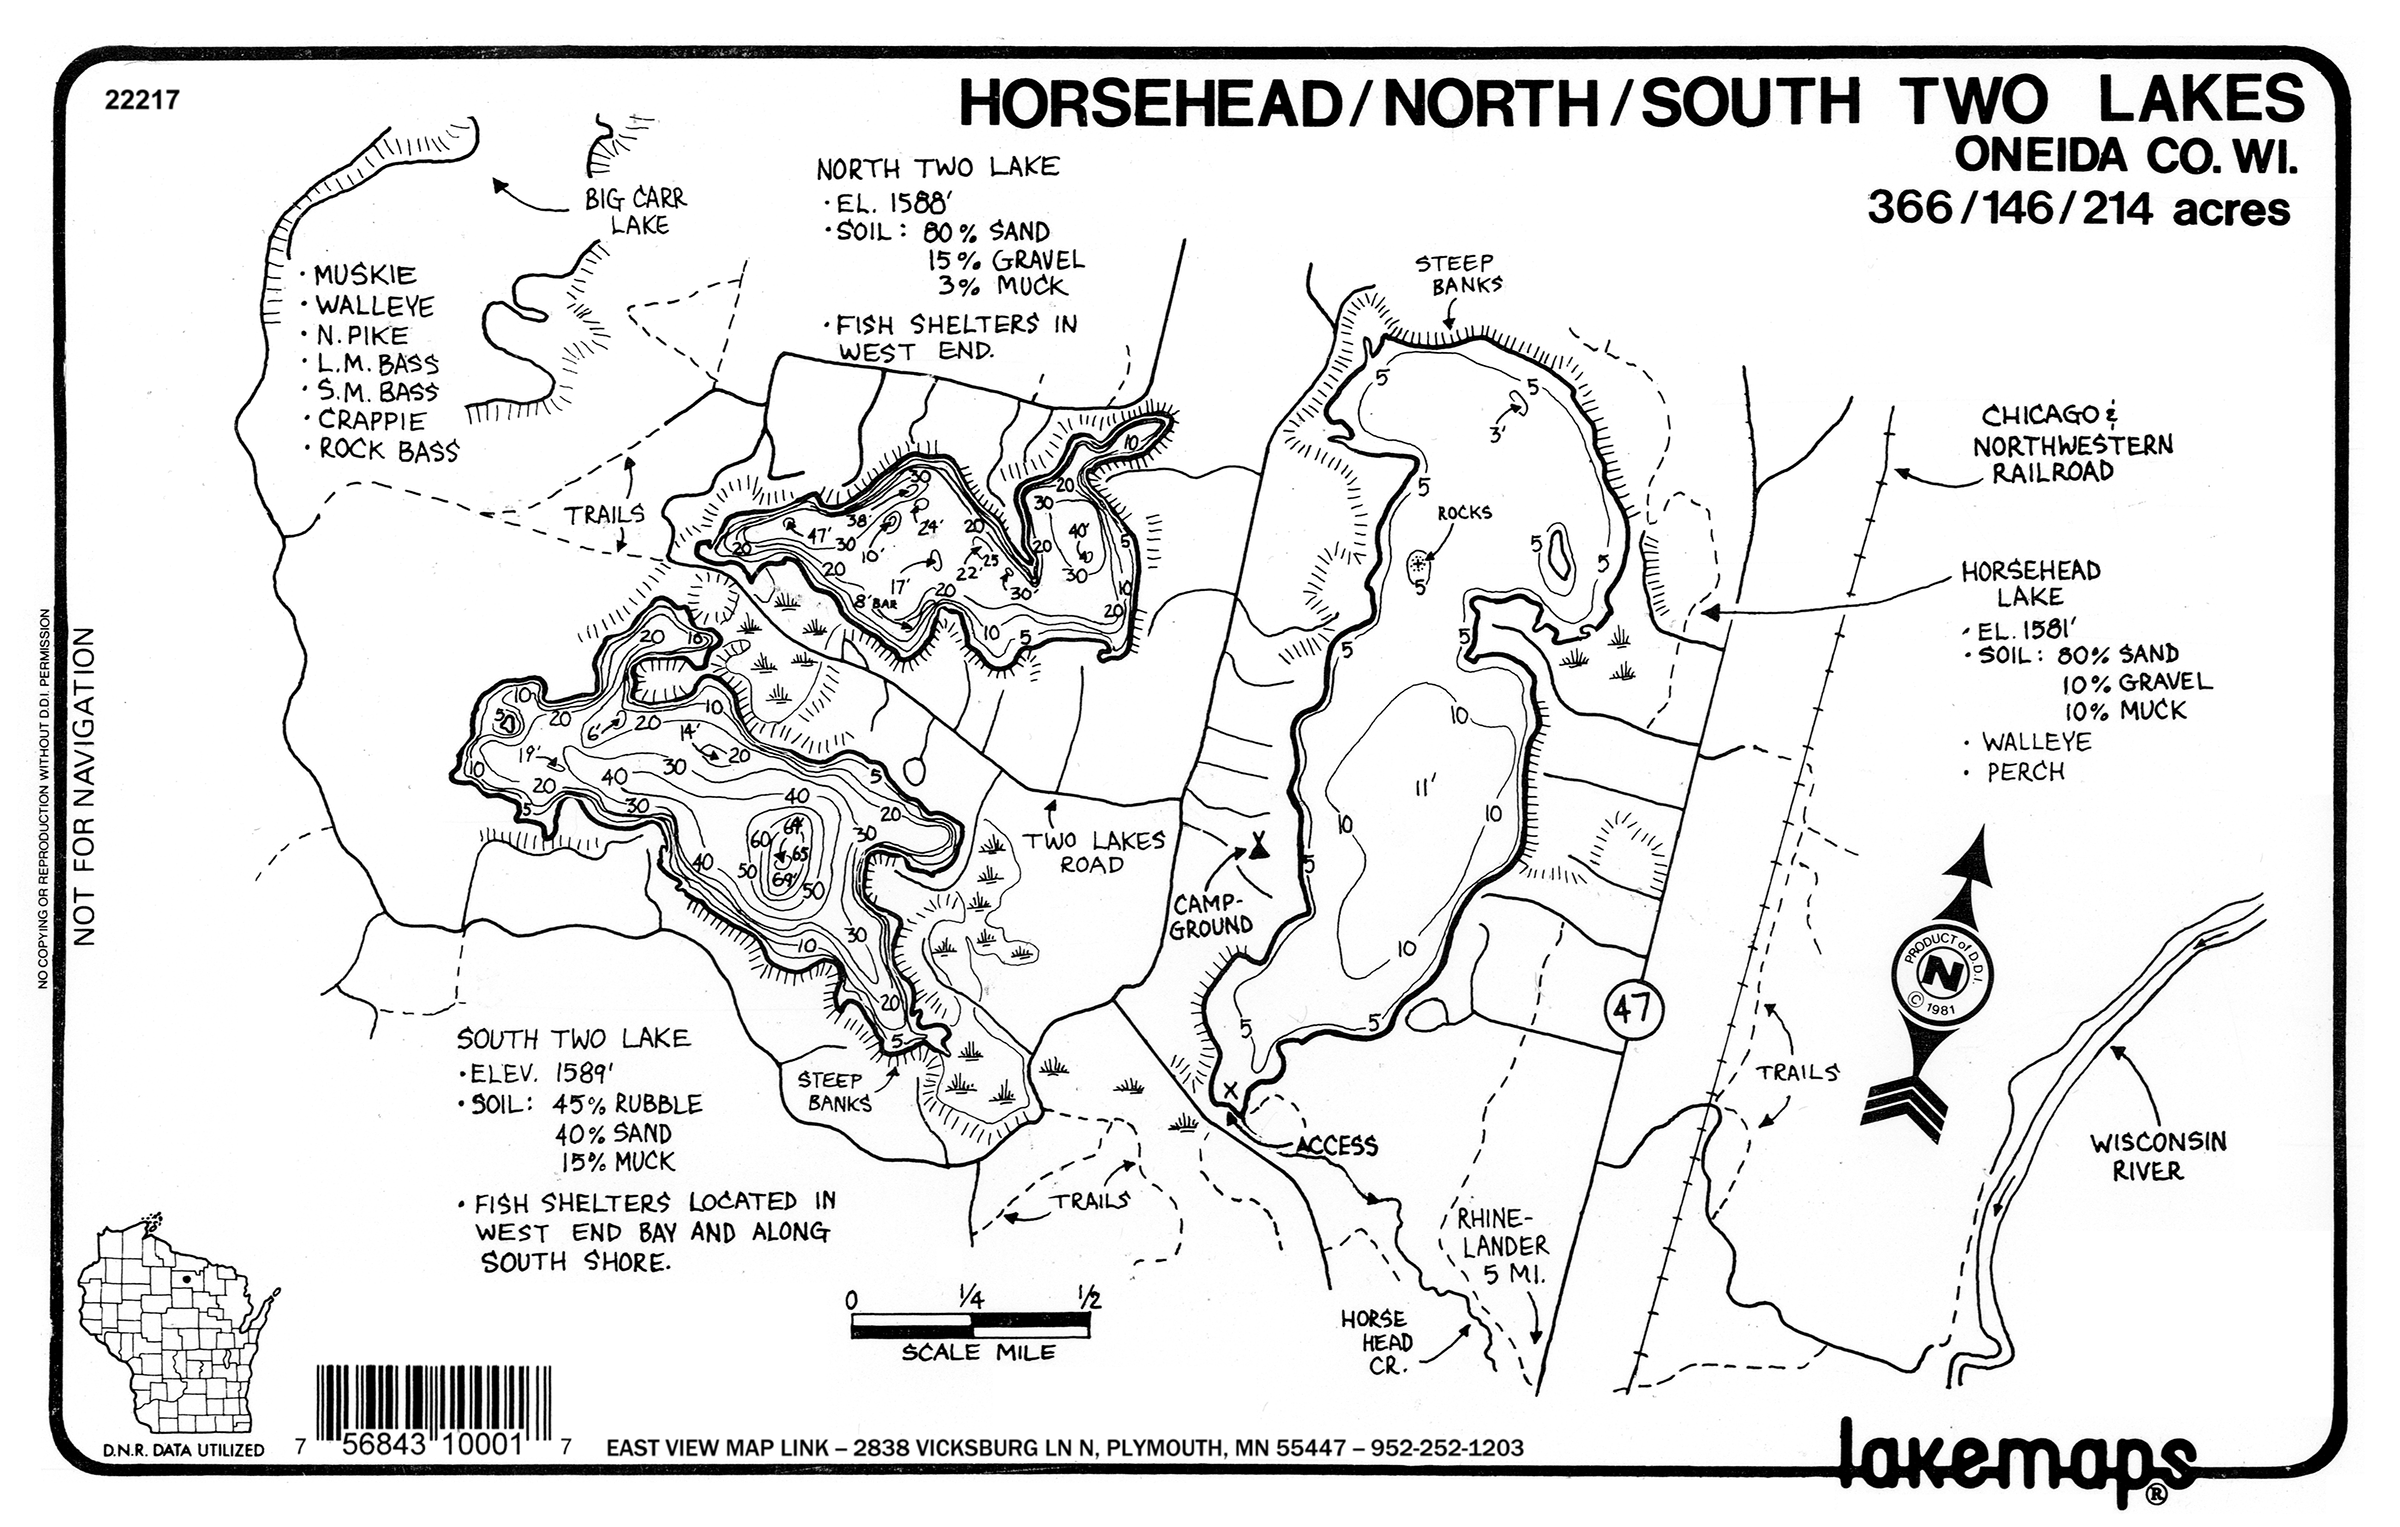 22217
HORSEHEAD/NORTH/SOUTH TWO LAKES
ONEIDA CO. WI.
366/146/214 acres
BIG CARR
LAKE
• MUSKIE
• WALLEYE
• N. PIKE
• L.M. BASS
• S.M. BASS
• CRAPPIE
• ROCK BASS
NORTH TWO LAKE
• EL. 1588'
• SOIL: 80% SAND
15% GRAVEL
3% MUCK
• FISH SHELTERS IN
WEST END.
STEEP
BANKS
CHICAGO &
NORTHWESTERN
RAILROAD
TRAILS
ROCKS
HORSEHEAD
LAKE
• EL. 1581'
• SOIL: 80% SAND
10% GRAVEL
10% MUCK
• WALLEYE
• PERCH
10
20
30
30
38'
47'
30
10'
24'
20
20
20
17'
22'
25
30'
20
40'
30
5
10
20
8' BAR
20
10
5
5
5
3'
5
5
5
5
5
5
10
11'
10
10
10
5
5
5
20
16
10
5
20
6'
20
14'
10
20
19'
10
20
5
40
30
30
40
5
20
30
60
64'
65
69'
50
50
40
10
30
20
5
TWO LAKES
ROAD
CAMP-
GROUND
47
PRODUCT of D.D.I.
N
© 1981
TRAILS
WISCONSIN
RIVER
SOUTH TWO LAKE
• ELEV. 1589'
• SOIL: 45% RUBBLE
40% SAND
15% MUCK
• FISH SHELTERS LOCATED IN
WEST END BAY AND ALONG
SOUTH SHORE.
STEEP
BANKS
X
ACCESS
TRAILS
RHINE-
LANDER
5 MI.
HORSE
HEAD
CR.
0 1/4 1/2
SCALE MILE
NO COPYING OR REPRODUCTION WITHOUT D.D.I. PERMISSION
NOT FOR NAVIGATION
D.N.R. DATA UTILIZED
7 56843 10001 7
EAST VIEW MAP LINK – 2838 VICKSBURG LN N, PLYMOUTH, MN 55447 – 952-252-1203
lakemaps®